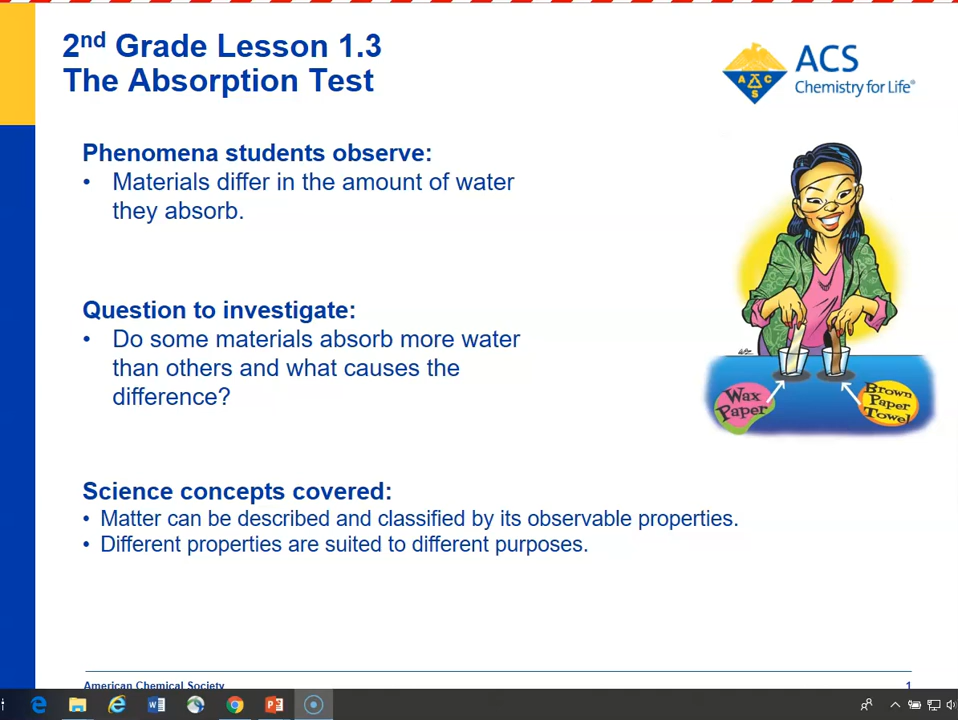 2nd Grade Lesson 1.3
The Absorption Test
ACS
Chemistry for Life®
A C S
Phenomena students observe:
• Materials differ in the amount of water
they absorb.
Question to investigate:
• Do some materials absorb more water
than others and what causes the
difference?
Wax
Paper
Brown
Paper
Towel
Science concepts covered:
• Matter can be described and classified by its observable properties.
• Different properties are suited to different purposes.
American Chemical Society
1